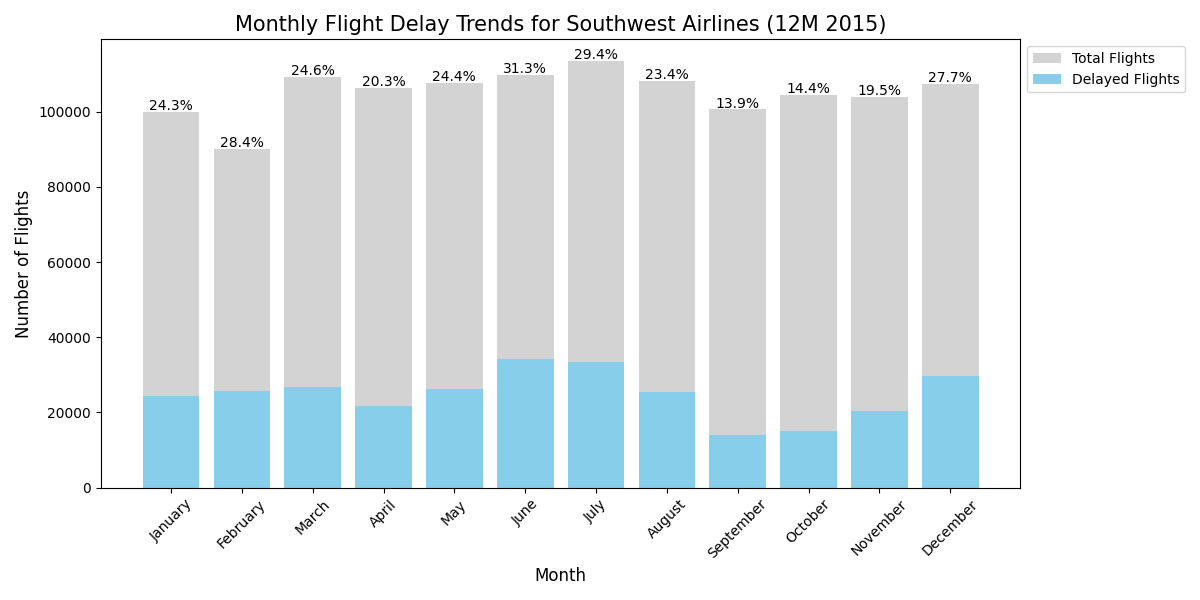 Monthly Flight Delay Trends for Southwest Airlines (12M 2015)
Total Flights
Delayed Flights
24.3%
28.4%
24.6%
20.3%
24.4%
31.3%
29.4%
23.4%
13.9%
14.4%
19.5%
27.7%
Number of Flights
100000
80000
60000
40000
20000
0
January
February
March
April
May
June
July
August
September
October
November
December
Month